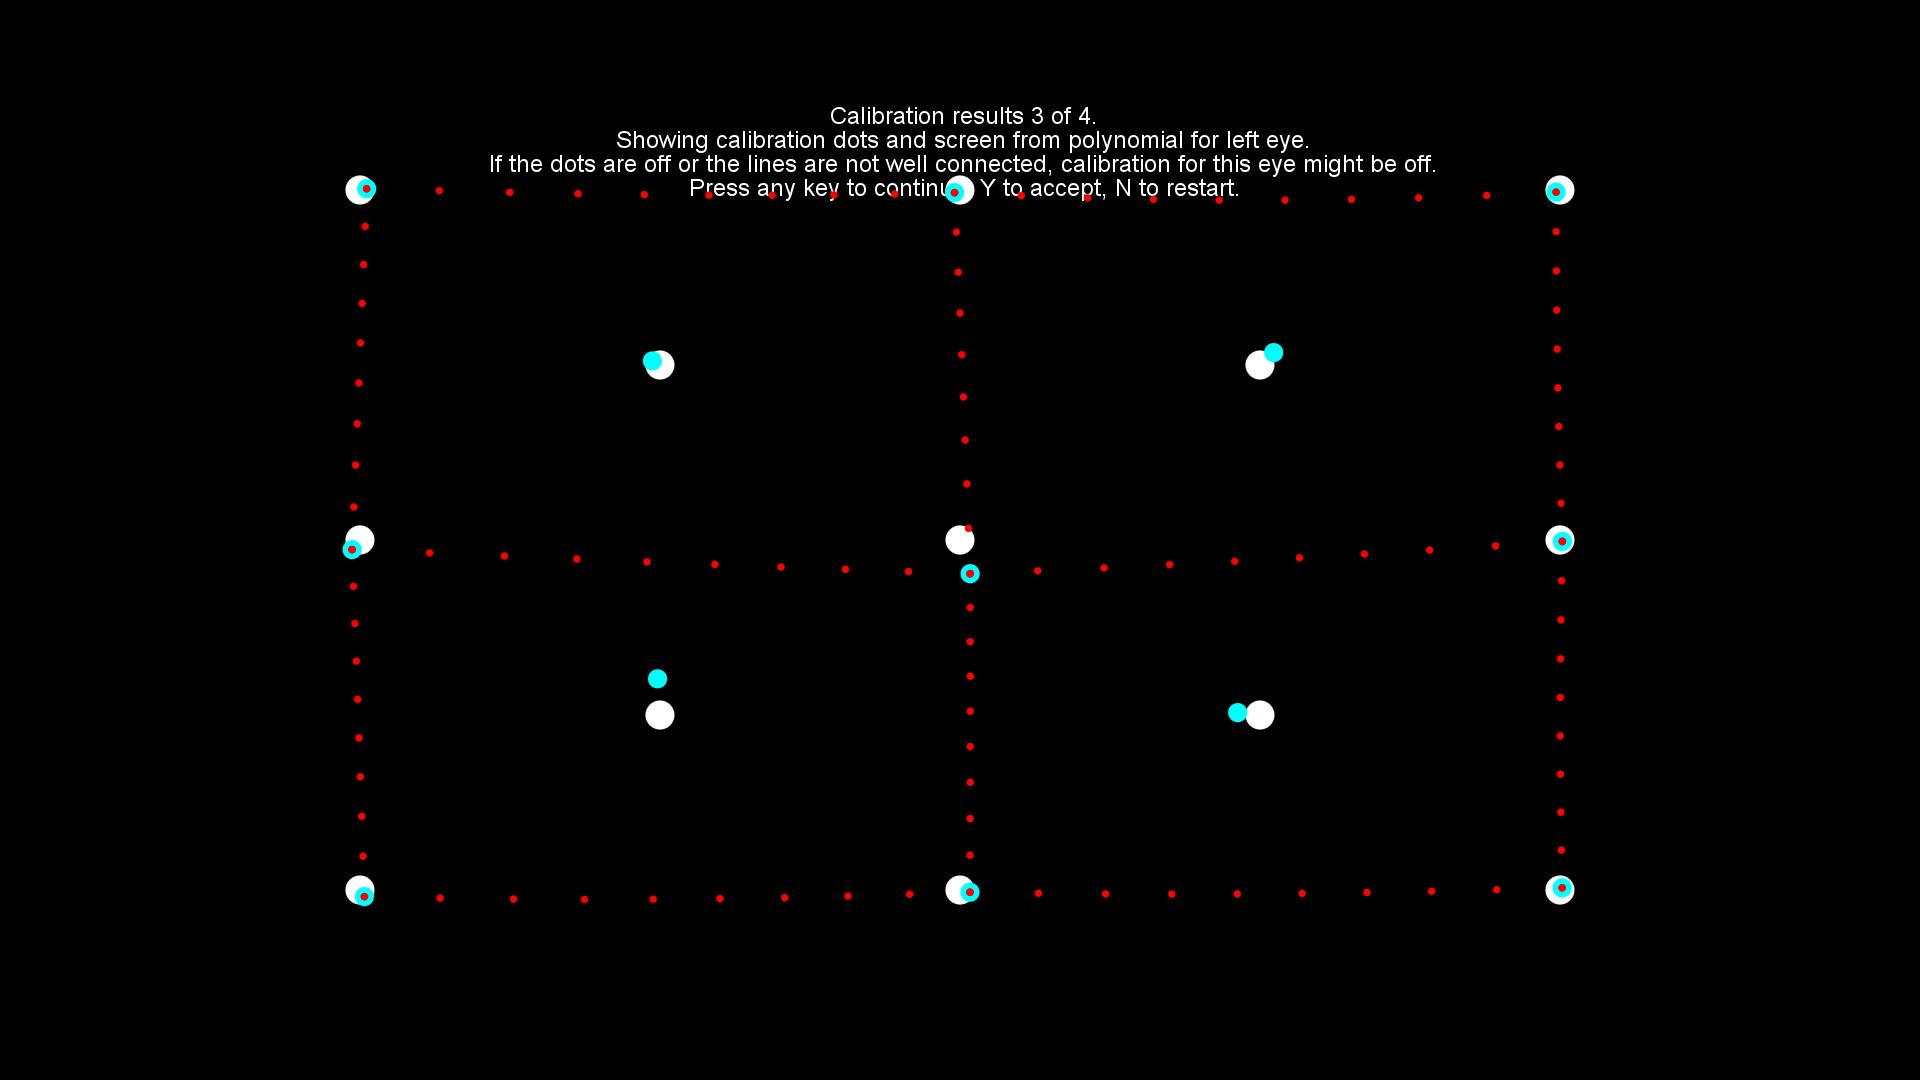 Calibration results 3 of 4.
Showing calibration dots and screen from polynomial for left eye.
If the dots are off or the lines are not well connected, calibration for this eye might be off.
Press any key to continue, Y to accept, N to restart.